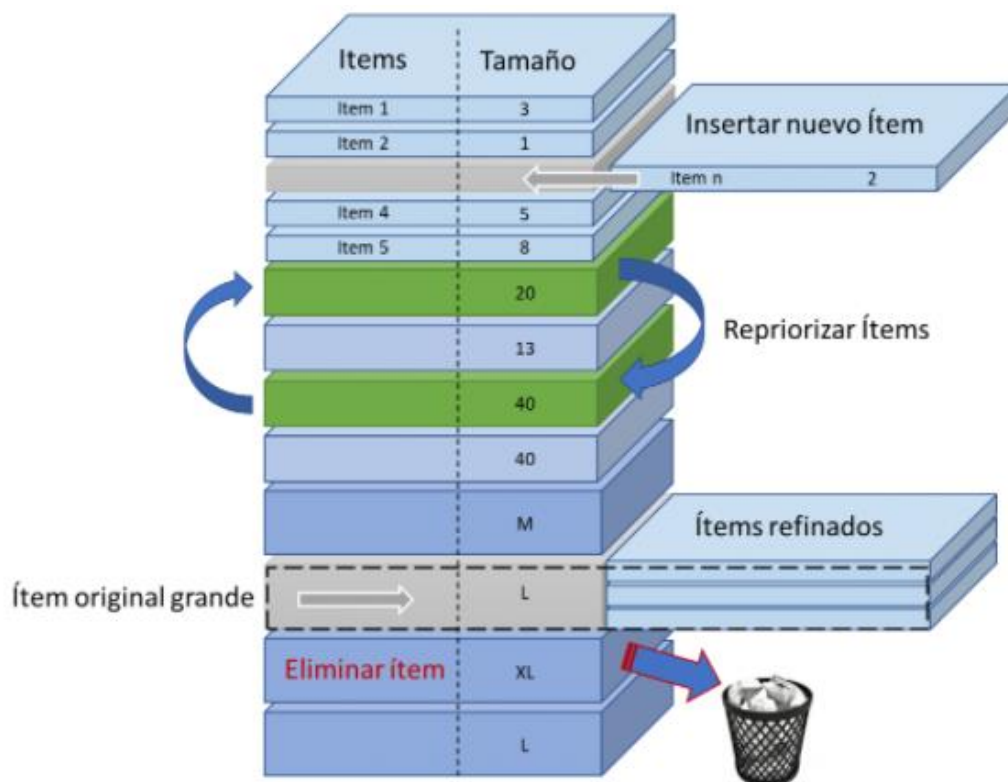 Items Tamaño
Item 1 3
Item 2 1
Insertar nuevo Ítem
Item n 2
Item 4 5
Item 5 8
20
13
Repriorizar Ítems
40
40
M
Ítems refinados
Ítem original grande
L
Eliminar ítem XL
L